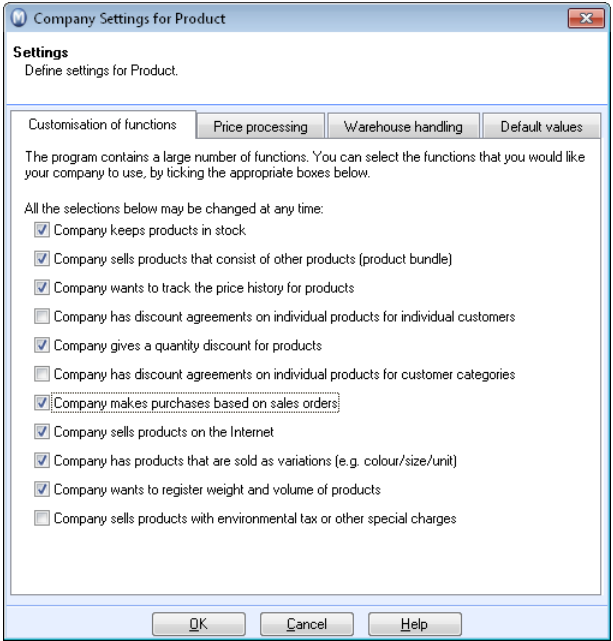 Company Settings for Product
Settings
Define settings for Product.
Customisation of functions
Price processing
Warehouse handling
Default values
The program contains a large number of functions. You can select the functions that you would like
your company to use, by ticking the appropriate boxes below.
All the selections below may be changed at any time:
Company keeps products in stock
Company sells products that consist of other products (product bundle)
Company wants to track the price history for products
Company has discount agreements on individual products for individual customers
Company gives a quantity discount for products
Company has discount agreements on individual products for customer categories
Company makes purchases based on sales orders
Company sells products on the Internet
Company has products that are sold as variations (e.g. colour/size/unit)
Company wants to register weight and volume of products
Company sells products with environmental tax or other special charges
OK
Cancel
Help